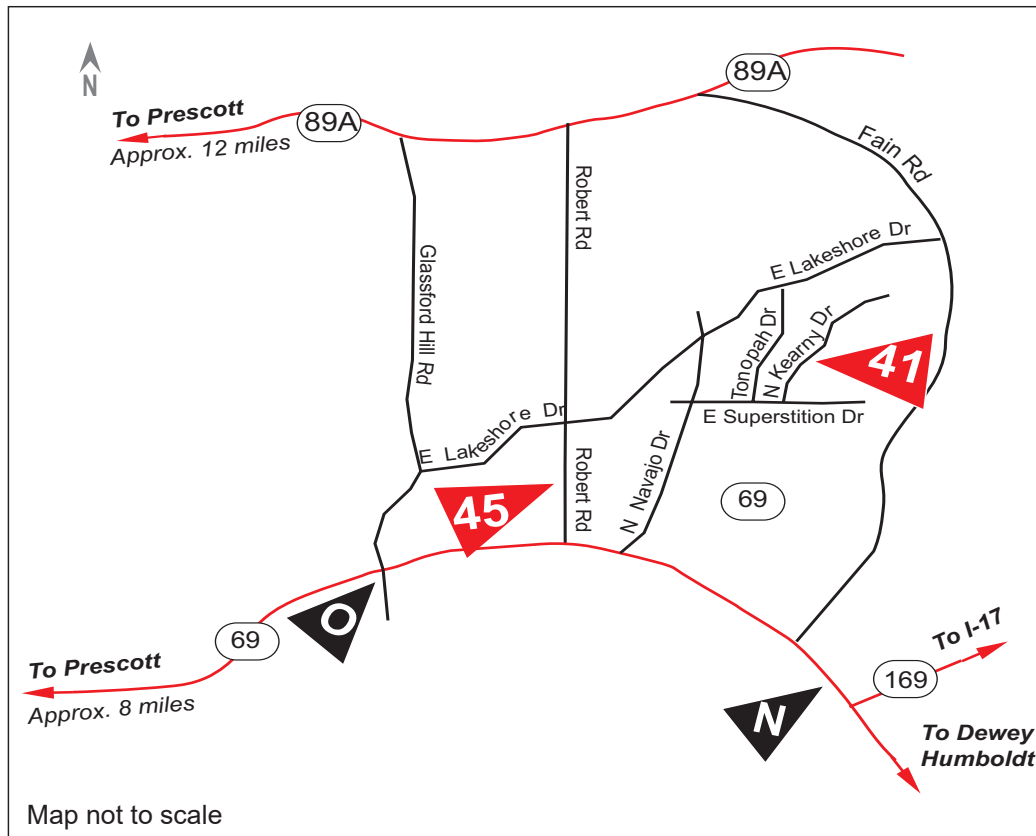 N
89A
To Prescott
Approx. 12 miles
89A
Fain Rd
Robert Rd
Glassford Hill Rd
E Lakeshore Dr
Tonopah Dr
N Kearny Dr
41
E Superstition Dr
E Lakeshore Dr
Robert Rd
N Navajo Dr
45
69
O
69
To Prescott
Approx. 8 miles
To I-17
169
N
To Dewey
Humboldt
Map not to scale